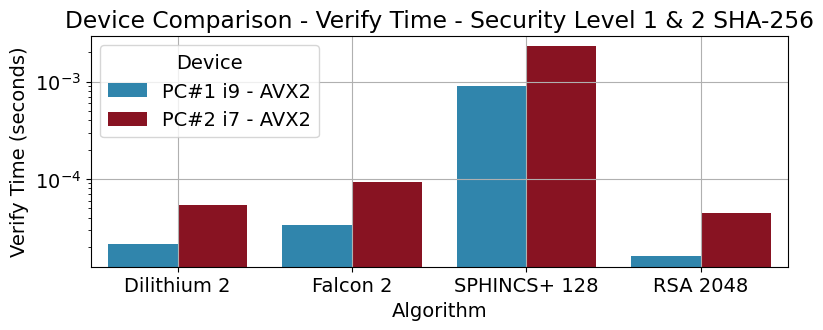 Device Comparison - Verify Time - Security Level 1 & 2 SHA-256
Verify Time (seconds)
10⁻³
10⁻⁴
Device
PC#1 i9 - AVX2
PC#2 i7 - AVX2
Dilithium 2
Falcon 2
SPHINCS+ 128
RSA 2048
Algorithm